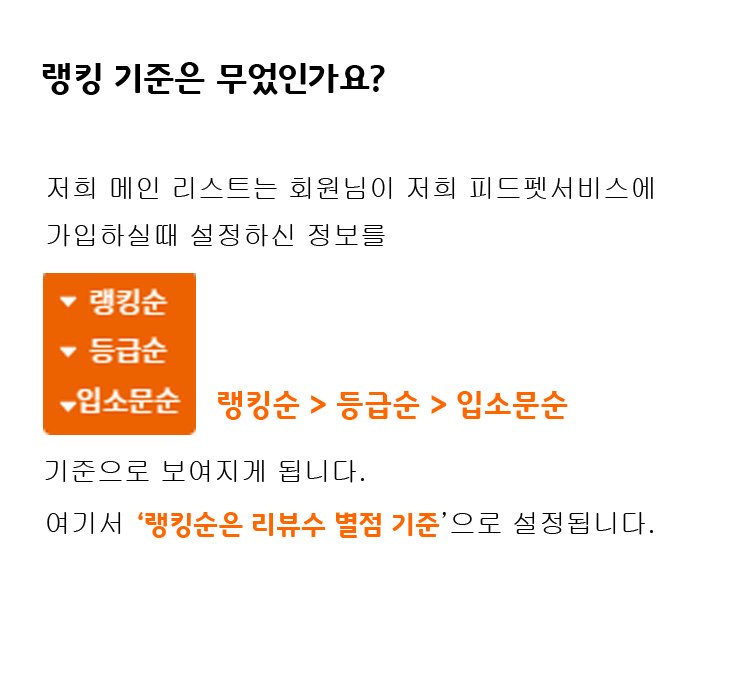 랭킹 기준은 무었인가요?
저희 메인 리스트는 회원님이 저희 피드펫서비스에
가입하실때 설정하신 정보를
랭킹순
등급순
입소문순
랭킹순 > 등급순 > 입소문순
기준으로 보여지게 됩니다.
여기서 ‘랭킹순은 리뷰수 별점 기준’으로 설정됩니다.